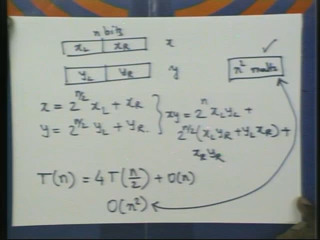 n bits
x_L x_R x
y_L y_R y
n² mults
x = 2^{n/2} x_L + x_R
y = 2^{n/2} y_L + y_R.
xy = 2^n x_L y_L +
2^{n/2}(x_L y_R + y_L x_R) +
x_R y_R
T(n) = 4T(n/2) + O(n)
O(n²)